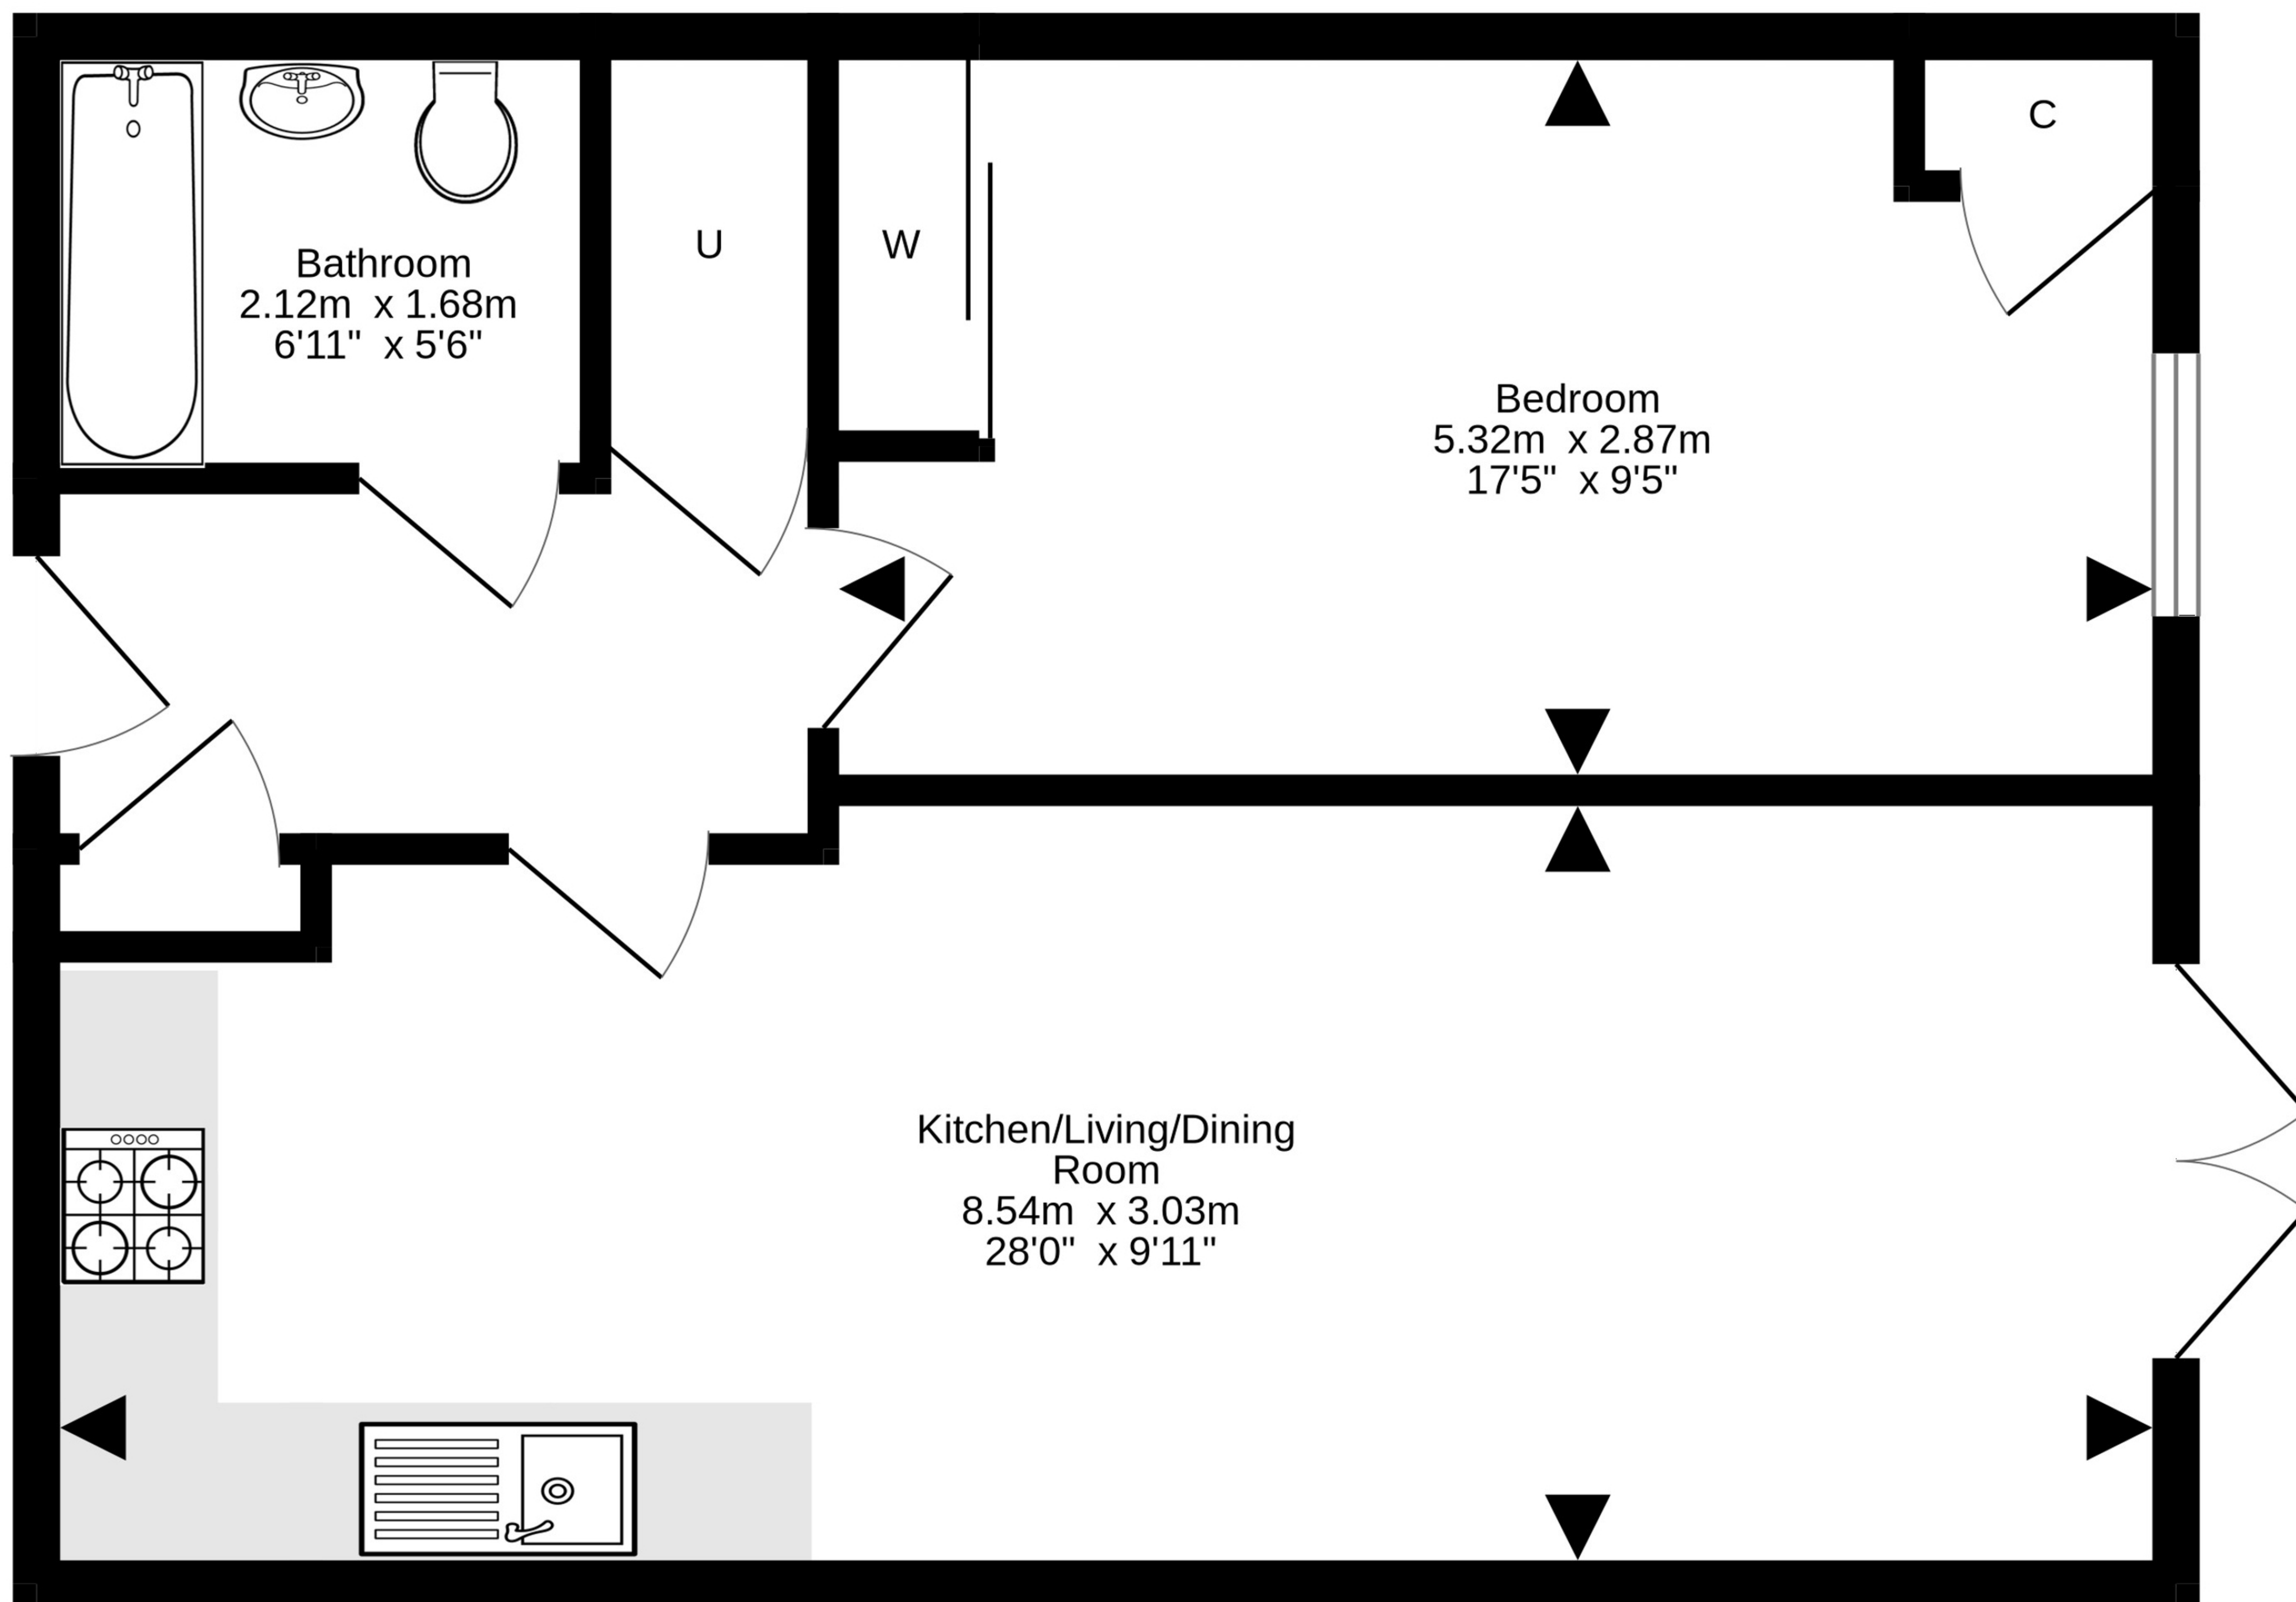 C
U
W
Bathroom
2.12m x 1.68m
6'11" x 5'6"
Bedroom
5.32m x 2.87m
17'5" x 9'5"
Kitchen/Living/Dining
Room
8.54m x 3.03m
28'0" x 9'11"